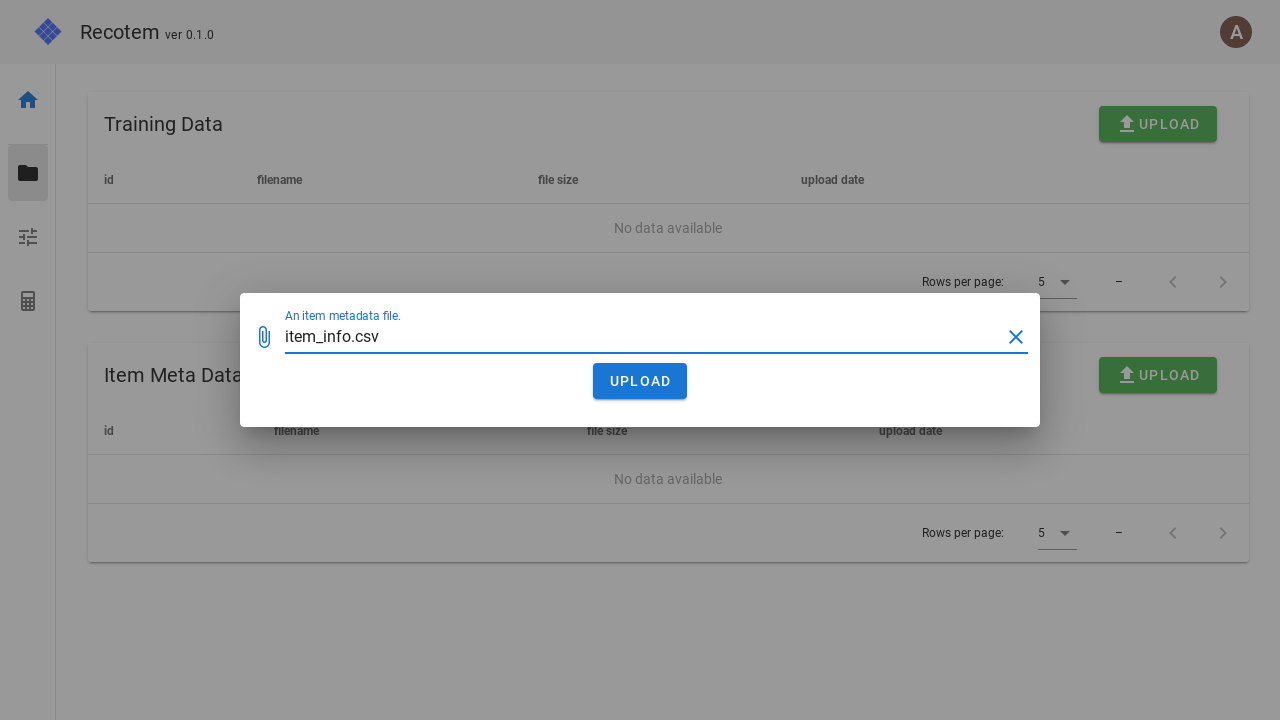 Recotem ver 0.1.0
A
Training Data
UPLOAD
id filename file size upload date
No data available
Rows per page: 5 –
An item metadata file.
item_info.csv
UPLOAD
Item Meta Data
UPLOAD
id filename file size upload date
No data available
Rows per page: 5 –